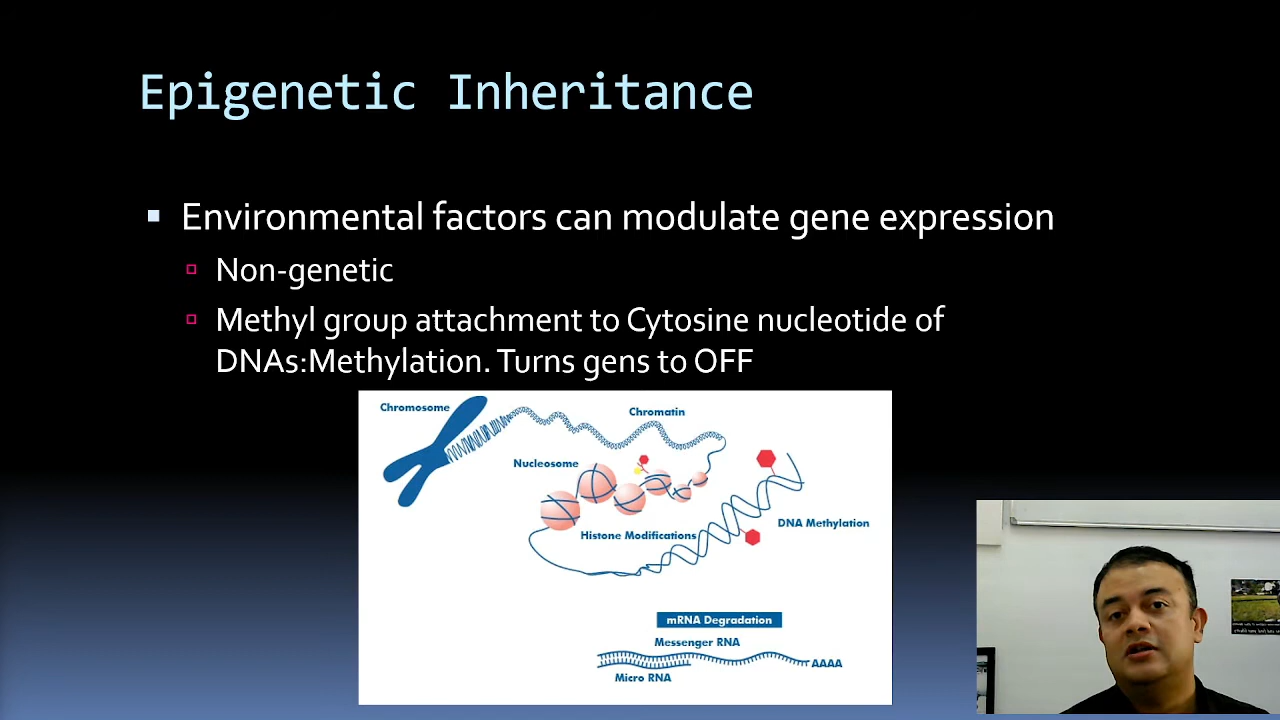 Epigenetic Inheritance
Environmental factors can modulate gene expression
Non-genetic
Methyl group attachment to Cytosine nucleotide of
DNAs:Methylation. Turns gens to OFF
Chromosome
Chromatin
Nucleosome
DNA Methylation
Histone Modifications
mRNA Degradation
Messenger RNA
AAAA
Micro RNA